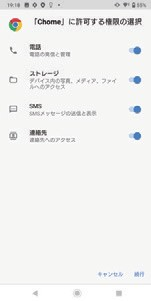 19:18
55%
「Chome」に許可する権限の選択
電話
電話の発信と管理
ストレージ
デバイス内の写真、メディア、ファイ
ルへのアクセス
SMS
SMSメッセージの送信と表示
連絡先
連絡先へのアクセス
キャンセル 続行